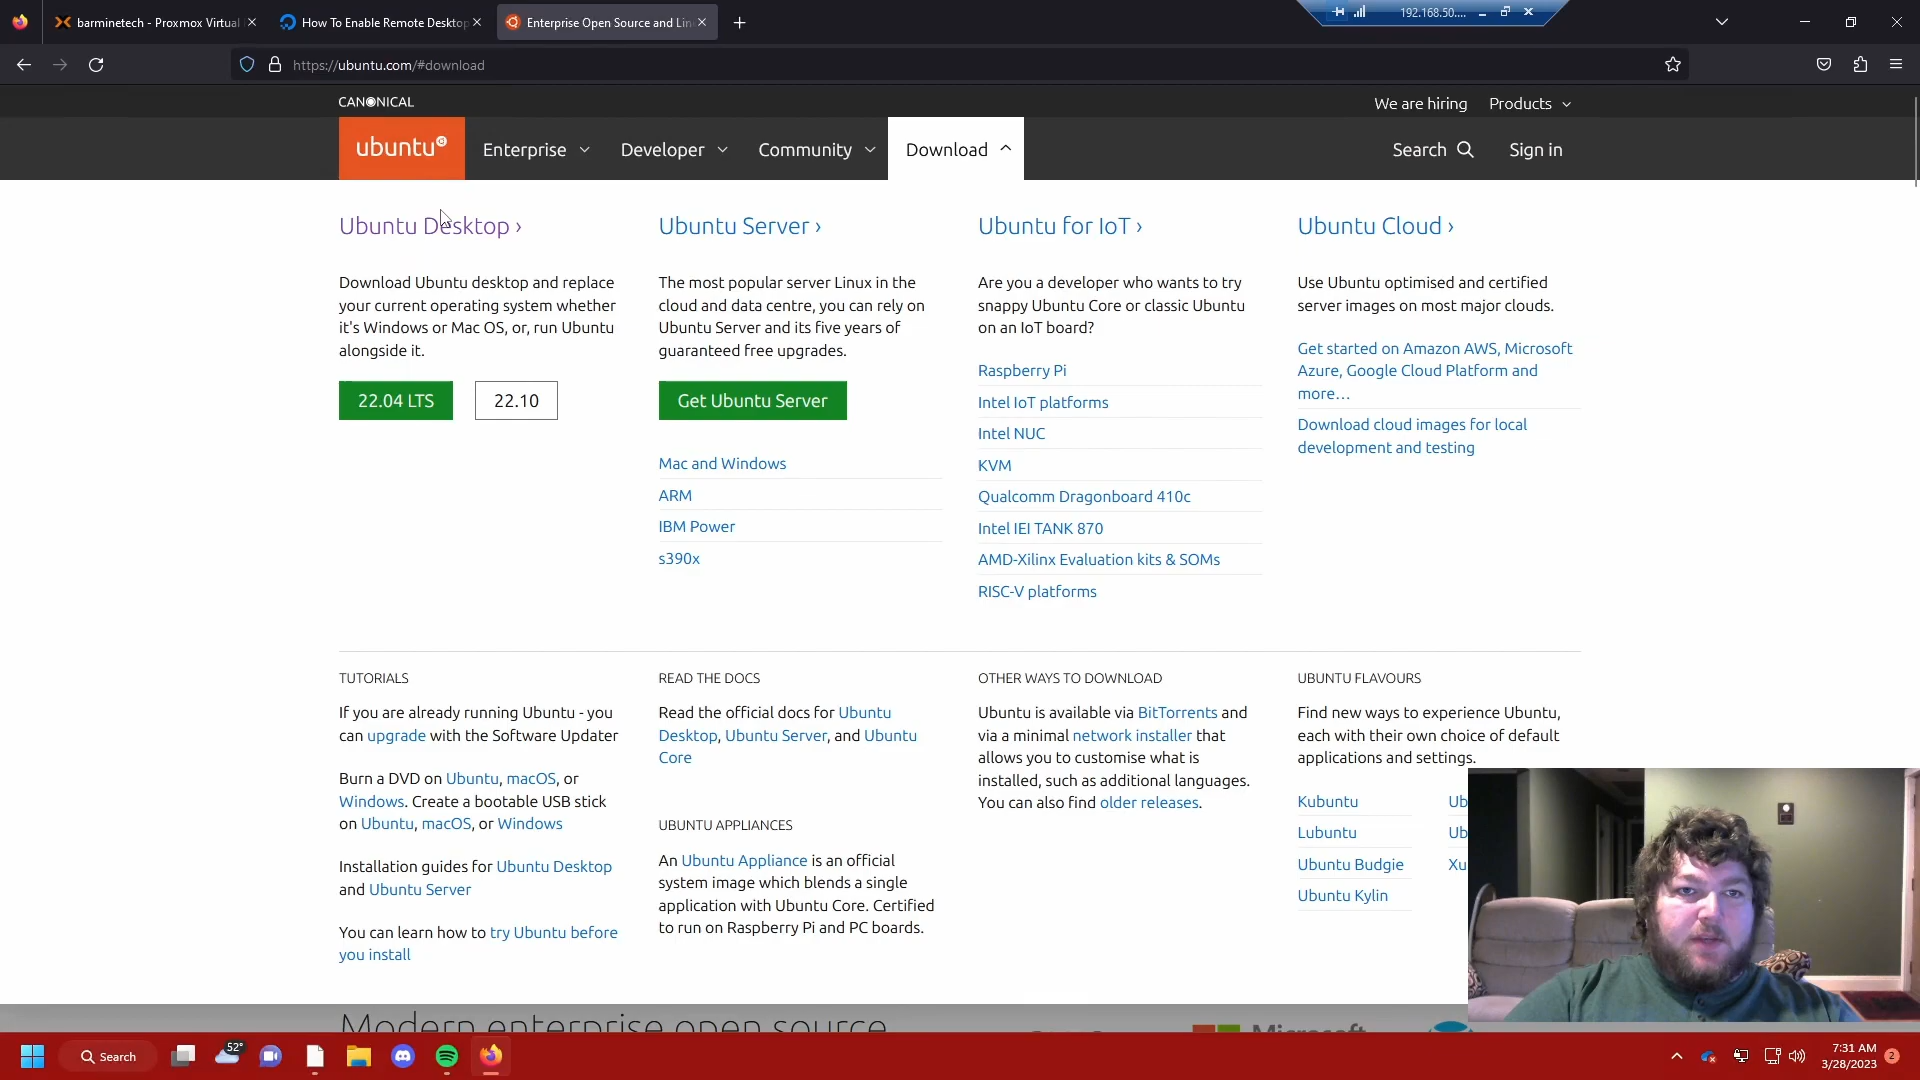 barminetech - Proxmox Virtual
How To Enable Remote Desktop
Enterprise Open Source and Lin
192.168.50....
https://ubuntu.com/#download
CANONICAL
We are hiring
Products
ubuntu
Enterprise
Developer
Community
Download
Search
Sign in
Ubuntu Desktop ›
Download Ubuntu desktop and replace
your current operating system whether
it's Windows or Mac OS, or, run Ubuntu
alongside it.
22.04 LTS
22.10
Ubuntu Server ›
The most popular server Linux in the
cloud and data centre, you can rely on
Ubuntu Server and its five years of
guaranteed free upgrades.
Get Ubuntu Server
Mac and Windows
ARM
IBM Power
s390x
Ubuntu for IoT ›
Are you a developer who wants to try
snappy Ubuntu Core or classic Ubuntu
on an IoT board?
Raspberry Pi
Intel IoT platforms
Intel NUC
KVM
Qualcomm Dragonboard 410c
Intel IEI TANK 870
AMD-Xilinx Evaluation kits & SOMs
RISC-V platforms
Ubuntu Cloud ›
Use Ubuntu optimised and certified
server images on most major clouds.
Get started on Amazon AWS, Microsoft
Azure, Google Cloud Platform and
more…
Download cloud images for local
development and testing
TUTORIALS
If you are already running Ubuntu - you
can upgrade with the Software Updater
Burn a DVD on Ubuntu, macOS, or
Windows. Create a bootable USB stick
on Ubuntu, macOS, or Windows
Installation guides for Ubuntu Desktop
and Ubuntu Server
You can learn how to try Ubuntu before
you install
READ THE DOCS
Read the official docs for Ubuntu
Desktop, Ubuntu Server, and Ubuntu
Core
UBUNTU APPLIANCES
An Ubuntu Appliance is an official
system image which blends a single
application with Ubuntu Core. Certified
to run on Raspberry Pi and PC boards.
OTHER WAYS TO DOWNLOAD
Ubuntu is available via BitTorrents and
via a minimal network installer that
allows you to customise what is
installed, such as additional languages.
You can also find older releases.
UBUNTU FLAVOURS
Find new ways to experience Ubuntu,
each with their own choice of default
applications and settings.
Kubuntu
Lubuntu
Ubuntu Budgie
Ubuntu Kylin
Ub
Ub
Xu
Modern enterprise open source
Microsoft
Search
52°
7:31 AM
3/28/2023
2